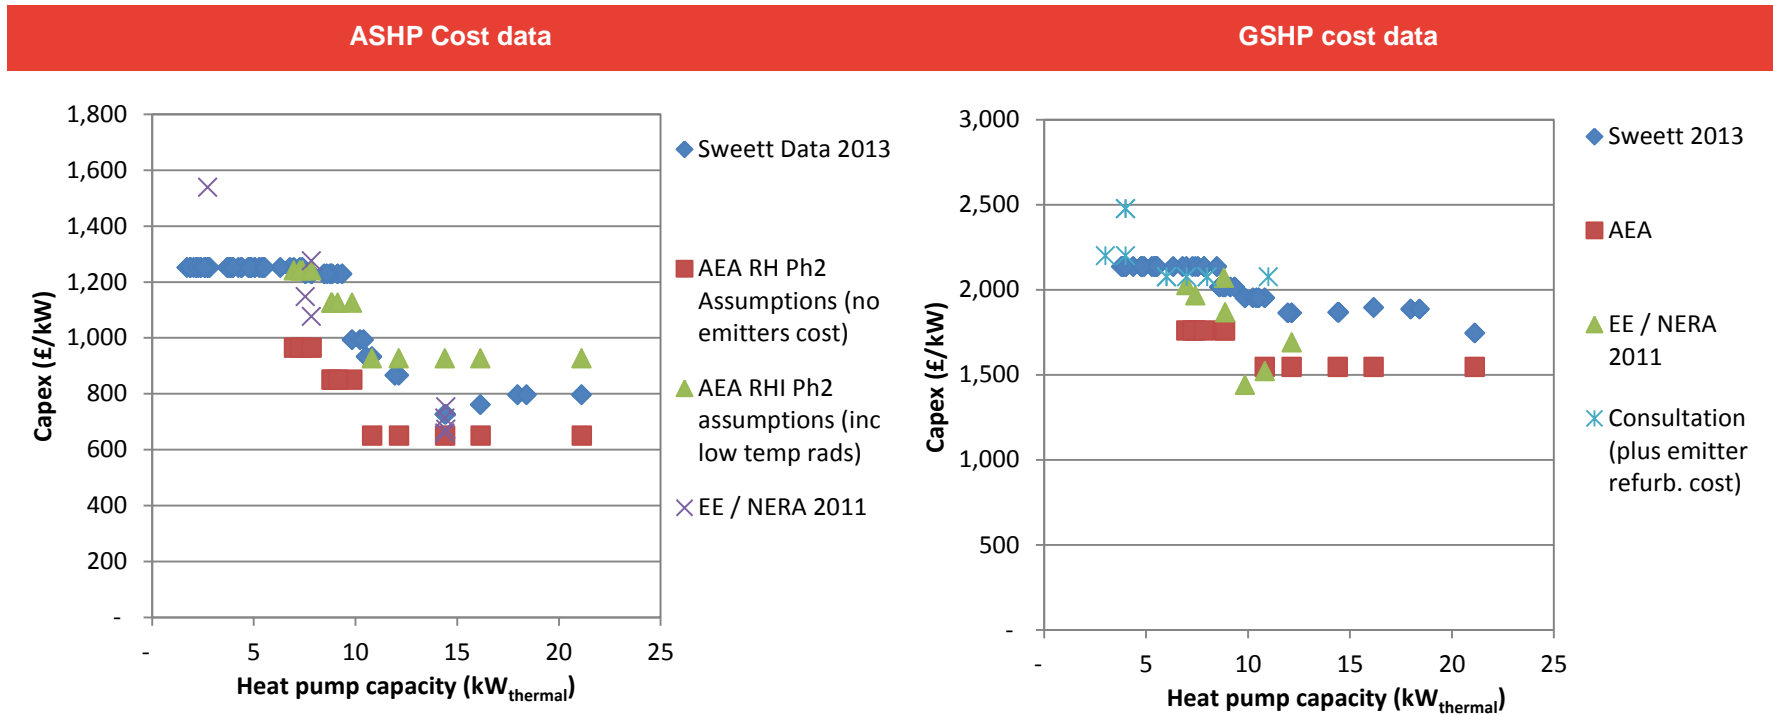 ASHP Cost data
GSHP cost data
1,800
1,600
1,400
1,200
1,000
800
600
400
200
-
-
5
10
15
20
25
Capex (£/kW)
Heat pump capacity (kWthermal)
Sweett Data 2013
AEA RH Ph2
Assumptions (no
emitters cost)
AEA RHI Ph2
assumptions (inc
low temp rads)
EE / NERA 2011
3,000
2,500
2,000
1,500
1,000
500
-
-
5
10
15
20
25
Capex (£/kW)
Heat pump capacity (kWthermal)
Sweett 2013
AEA
EE / NERA
2011
Consultation
(plus emitter
refurb. cost)